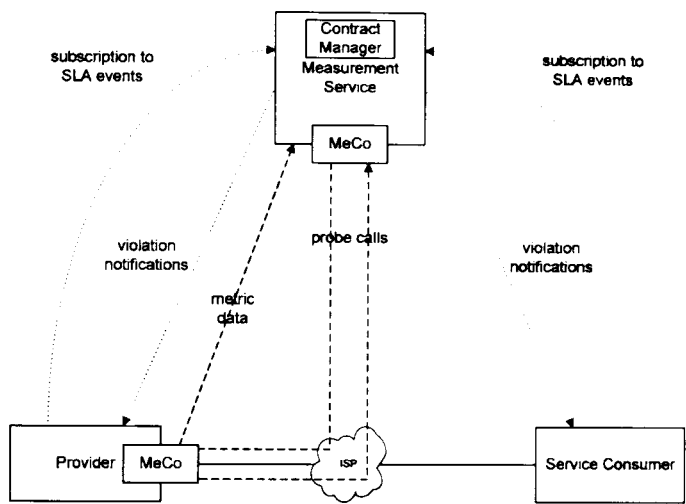 Contract
Manager
Measurement
Service
MeCo
subscription to
SLA events
subscription to
SLA events
probe calls
violation
notifications
violation
notifications
metric
data
Provider
MeCo
ISP
Service Consumer